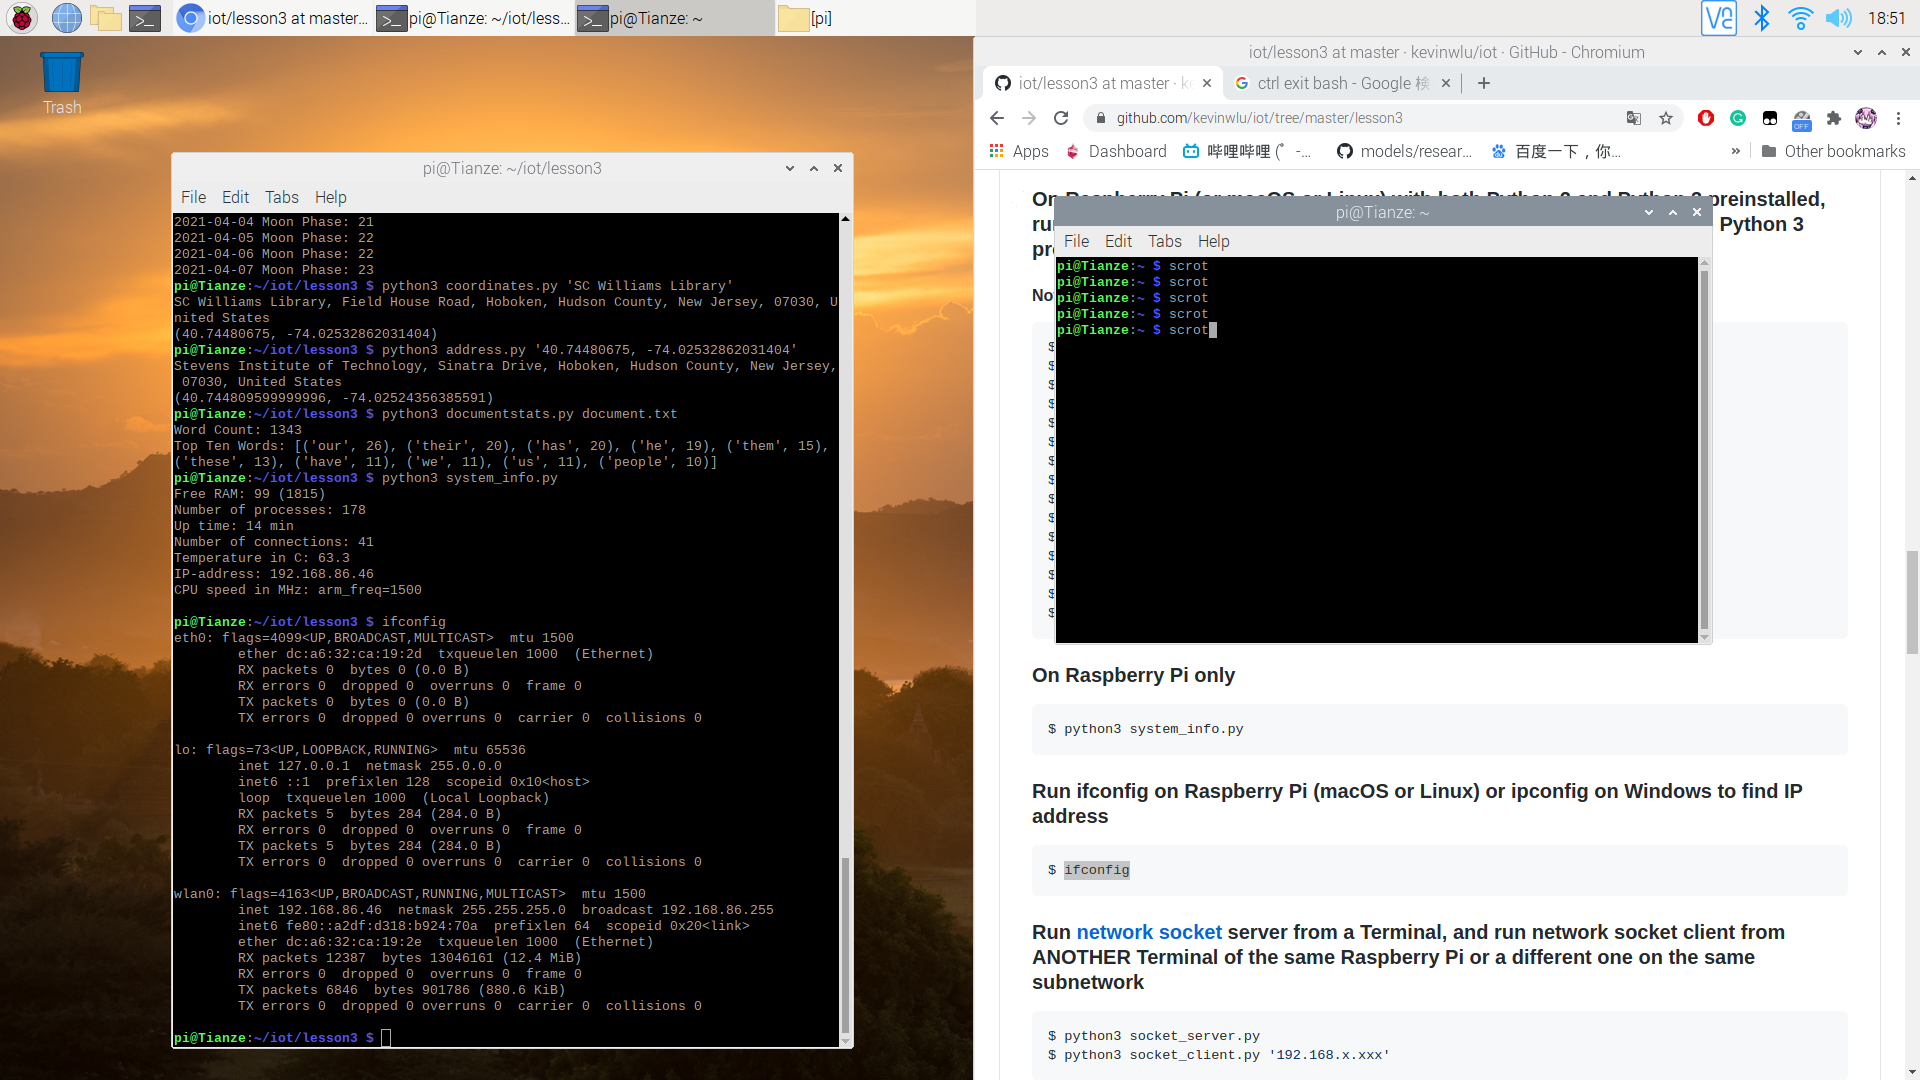 iot/lesson3 at master...
pi@Tianze: ~/iot/less...
pi@Tianze: ~
[pi]
18:51
Trash
pi@Tianze: ~/iot/lesson3
File Edit Tabs Help
2021-04-04 Moon Phase: 21
2021-04-05 Moon Phase: 22
2021-04-06 Moon Phase: 22
2021-04-07 Moon Phase: 23
pi@Tianze:~/iot/lesson3 $ python3 coordinates.py 'SC Williams Library'
SC Williams Library, Field House Road, Hoboken, Hudson County, New Jersey, 07030, U
nited States
(40.74480675, -74.02532862031404)
pi@Tianze:~/iot/lesson3 $ python3 address.py '40.74480675, -74.02532862031404'
Stevens Institute of Technology, Sinatra Drive, Hoboken, Hudson County, New Jersey,
 07030, United States
(40.744809599999996, -74.02524356385591)
pi@Tianze:~/iot/lesson3 $ python3 documentstats.py document.txt
Word Count: 1343
Top Ten Words: [('our', 26), ('their', 20), ('has', 20), ('he', 19), ('them', 15),
('these', 13), ('have', 11), ('we', 11), ('us', 11), ('people', 10)]
pi@Tianze:~/iot/lesson3 $ python3 system_info.py
Free RAM: 99 (1815)
Number of processes: 178
Up time: 14 min
Number of connections: 41
Temperature in C: 63.3
IP-address: 192.168.86.46
CPU speed in MHz: arm_freq=1500
pi@Tianze:~/iot/lesson3 $ ifconfig
eth0: flags=4099<UP,BROADCAST,MULTICAST>  mtu 1500
        ether dc:a6:32:ca:19:2d  txqueuelen 1000  (Ethernet)
        RX packets 0  bytes 0 (0.0 B)
        RX errors 0  dropped 0  overruns 0  frame 0
        TX packets 0  bytes 0 (0.0 B)
        TX errors 0  dropped 0 overruns 0  carrier 0  collisions 0
lo: flags=73<UP,LOOPBACK,RUNNING>  mtu 65536
        inet 127.0.0.1  netmask 255.0.0.0
        inet6 ::1  prefixlen 128  scopeid 0x10<host>
        loop  txqueuelen 1000  (Local Loopback)
        RX packets 5  bytes 284 (284.0 B)
        RX errors 0  dropped 0  overruns 0  frame 0
        TX packets 5  bytes 284 (284.0 B)
        TX errors 0  dropped 0 overruns 0  carrier 0  collisions 0
wlan0: flags=4163<UP,BROADCAST,RUNNING,MULTICAST>  mtu 1500
        inet 192.168.86.46  netmask 255.255.255.0  broadcast 192.168.86.255
        inet6 fe80::a2df:d318:b924:70a  prefixlen 64  scopeid 0x20<link>
        ether dc:a6:32:ca:19:2e  txqueuelen 1000  (Ethernet)
        RX packets 12387  bytes 13046161 (12.4 MiB)
        RX errors 0  dropped 0  overruns 0  frame 0
        TX packets 6846  bytes 901786 (880.6 KiB)
        TX errors 0  dropped 0 overruns 0  carrier 0  collisions 0
pi@Tianze:~/iot/lesson3 $
iot/lesson3 at master · kevinwlu/iot · GitHub - Chromium
iot/lesson3 at master · ke
ctrl exit bash - Google 検
github.com/kevinwlu/iot/tree/master/lesson3
OFF
Apps
Dashboard
哔哩哔哩 (゜-...
models/resear...
百度一下，你...
»
Other bookmarks
preinstalled,
Python 3
No
pi@Tianze: ~
File Edit Tabs Help
pi@Tianze:~ $ scrot
pi@Tianze:~ $ scrot
pi@Tianze:~ $ scrot
pi@Tianze:~ $ scrot
pi@Tianze:~ $ scrot
On Raspberry Pi only
$ python3 system_info.py
Run ifconfig on Raspberry Pi (macOS or Linux) or ipconfig on Windows to find IP
address
$ ifconfig
Run network socket server from a Terminal, and run network socket client from
ANOTHER Terminal of the same Raspberry Pi or a different one on the same
subnetwork
$ python3 socket_server.py
$ python3 socket_client.py '192.168.x.xxx'